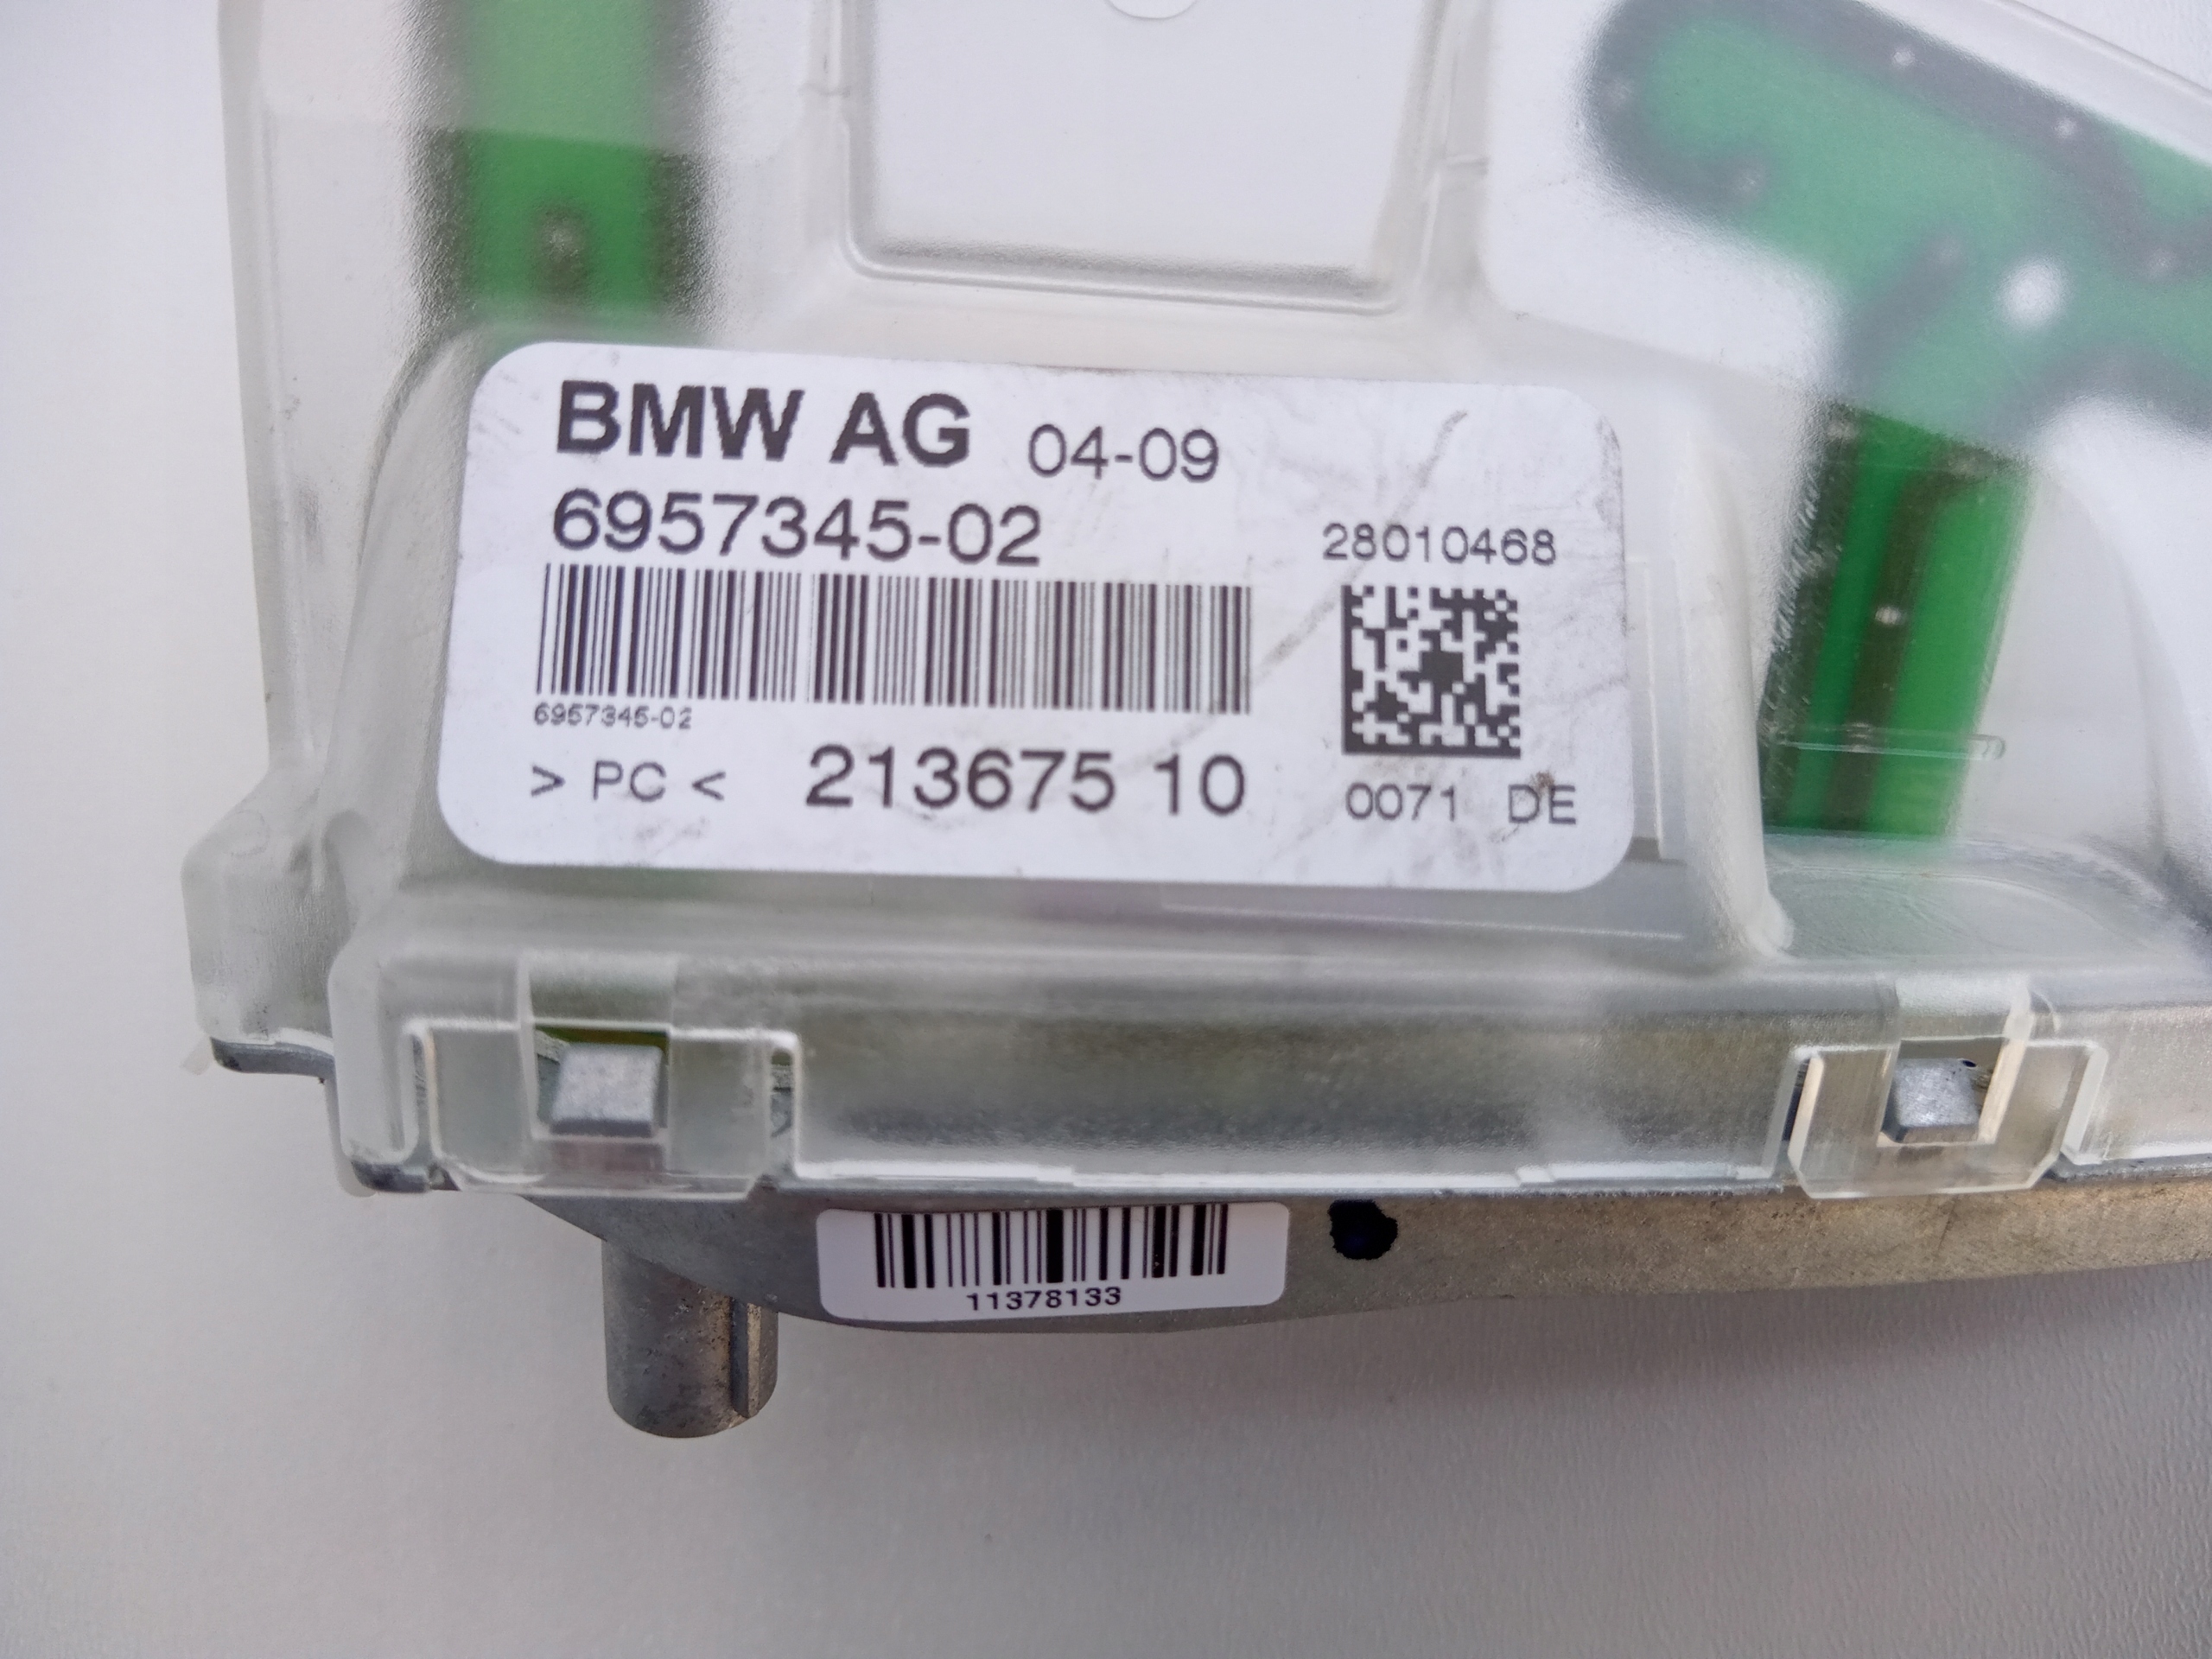 BMW AG 04-09
6957345-02
28010468
6957345-02
> PC < 213675 10
0071 DE
11378133